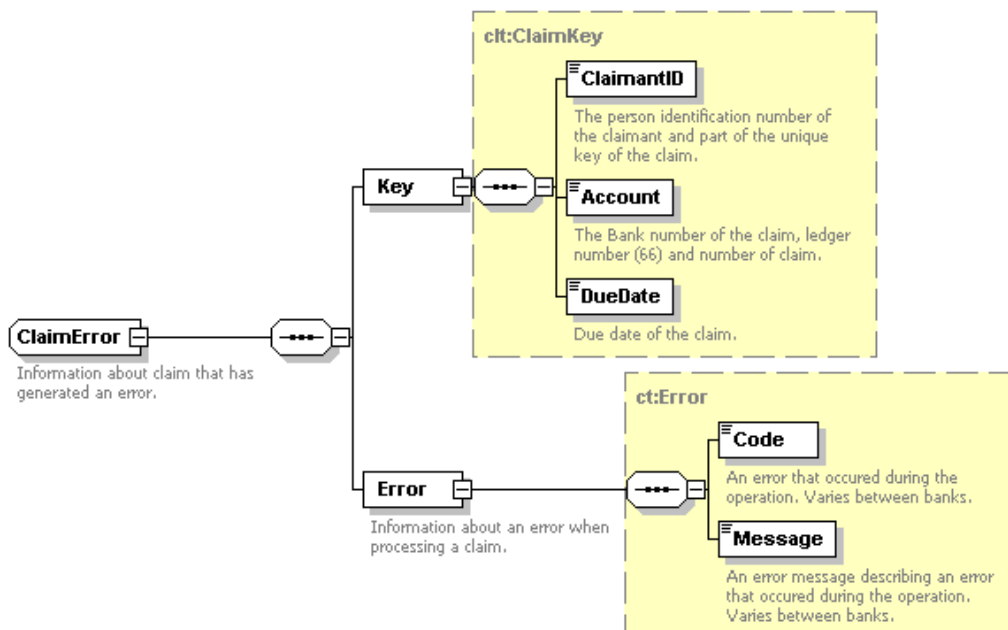 clt:ClaimKey
ClaimantID
The person identification number of
the claimant and part of the unique
key of the claim.
Key
Account
The Bank number of the claim, ledger
number (66) and number of claim.
DueDate
Due date of the claim.
ClaimError
Information about claim that has
generated an error.
ct:Error
Code
An error that occured during the
operation. Varies between banks.
Error
Information about an error when
processing a claim.
Message
An error message describing an error
that occured during the operation.
Varies between banks.